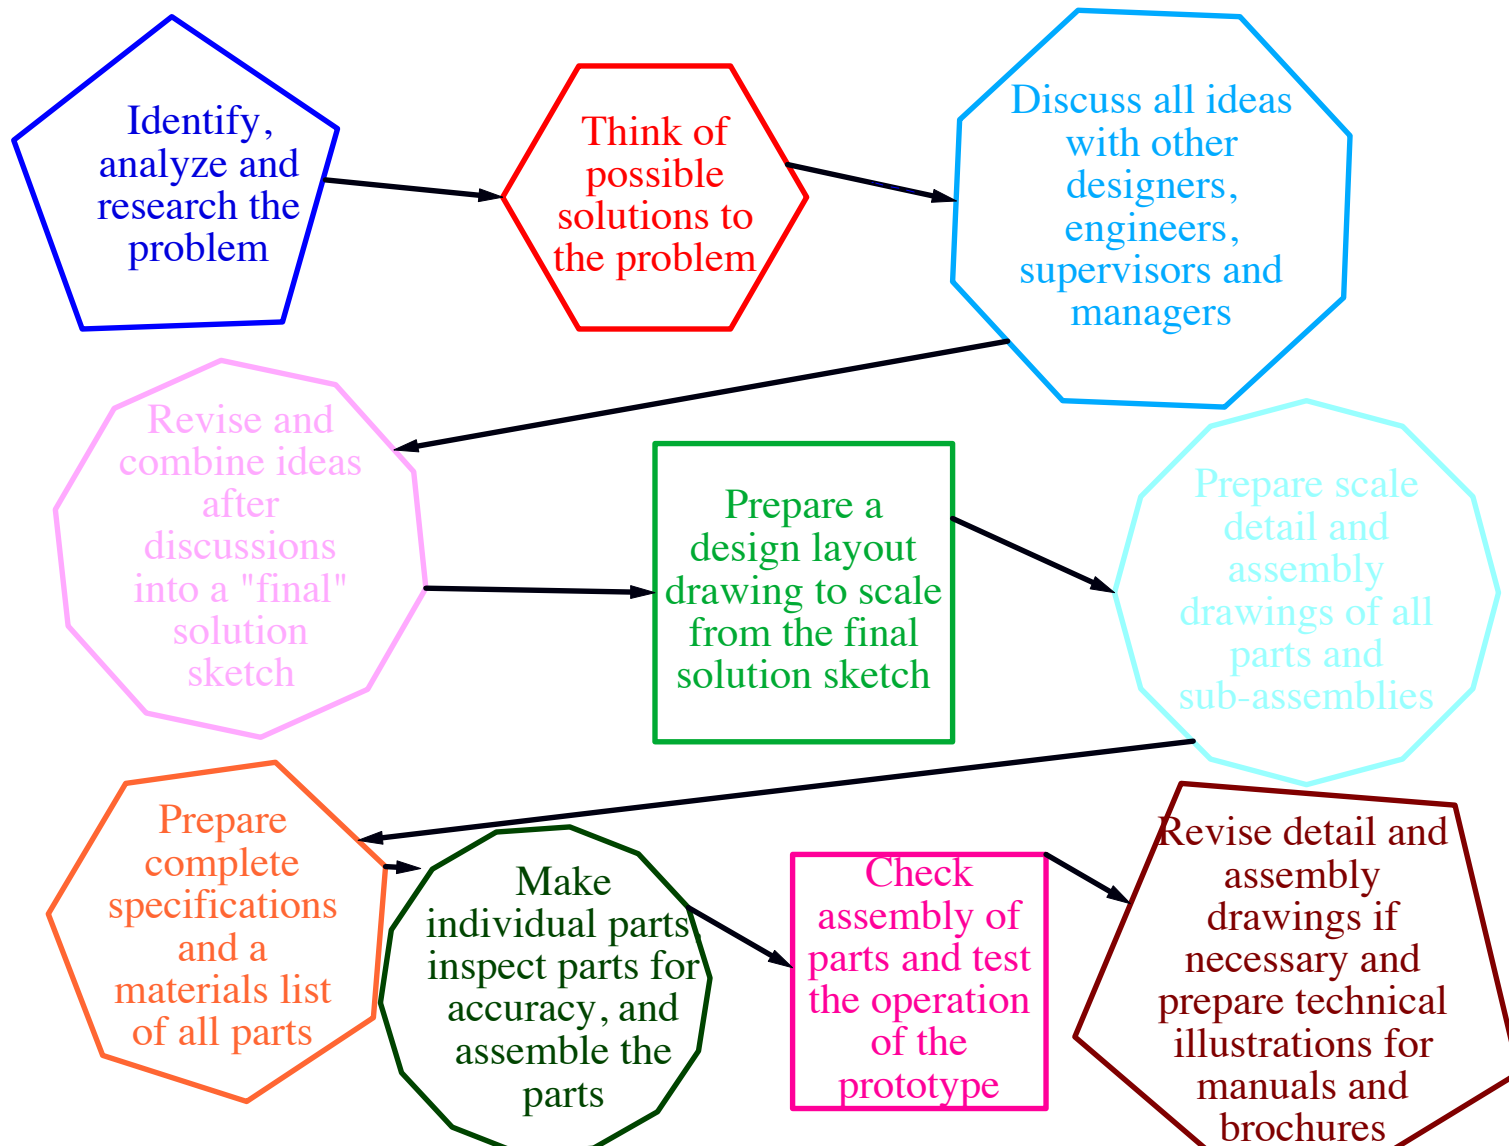 Identify,
analyze and
research the
problem
Think of
possible
solutions to
the problem
Discuss all ideas
with other
designers,
engineers,
supervisors and
managers
Revise and
combine ideas
after
discussions
into a "final"
solution
sketch
Prepare a
design layout
drawing to scale
from the final
solution sketch
Prepare scale
detail and
assembly
drawings of all
parts and
sub-assemblies
Prepare
complete
specifications
and a
materials list
of all parts
Make
individual parts,
inspect parts for
accuracy, and
assemble the
parts
Check
assembly of
parts and test
the operation
of the
prototype
Revise detail and
assembly
drawings if
necessary and
prepare technical
illustrations for
manuals and
brochures